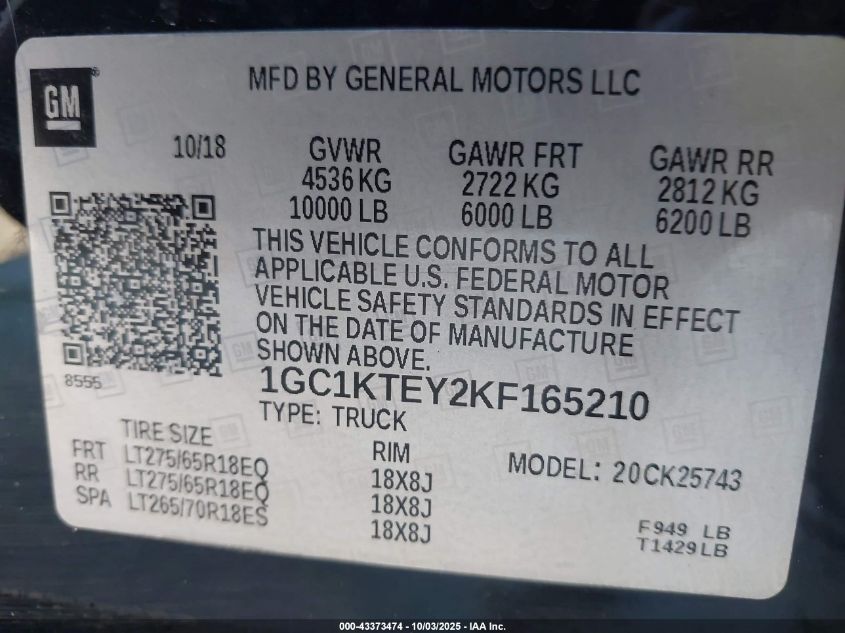 GM
MFD BY GENERAL MOTORS LLC
10/18 GVWR GAWR FRT GAWR RR
4536 KG 2722 KG 2812 KG
10000 LB 6000 LB 6200 LB
THIS VEHICLE CONFORMS TO ALL
APPLICABLE U.S. FEDERAL MOTOR
VEHICLE SAFETY STANDARDS IN EFFECT
ON THE DATE OF MANUFACTURE
SHOWN ABOVE.
8555
1GC1KTEY2KF165210
TYPE: TRUCK
TIRE SIZE RIM MODEL: 20CK25743
FRT LT275/65R18EQ 18X8J
RR LT275/65R18EQ 18X8J
SPA LT265/70R18ES 18X8J
F949 LB
T1429LB
000-43373474 - 10/03/2025 - IAA Inc.